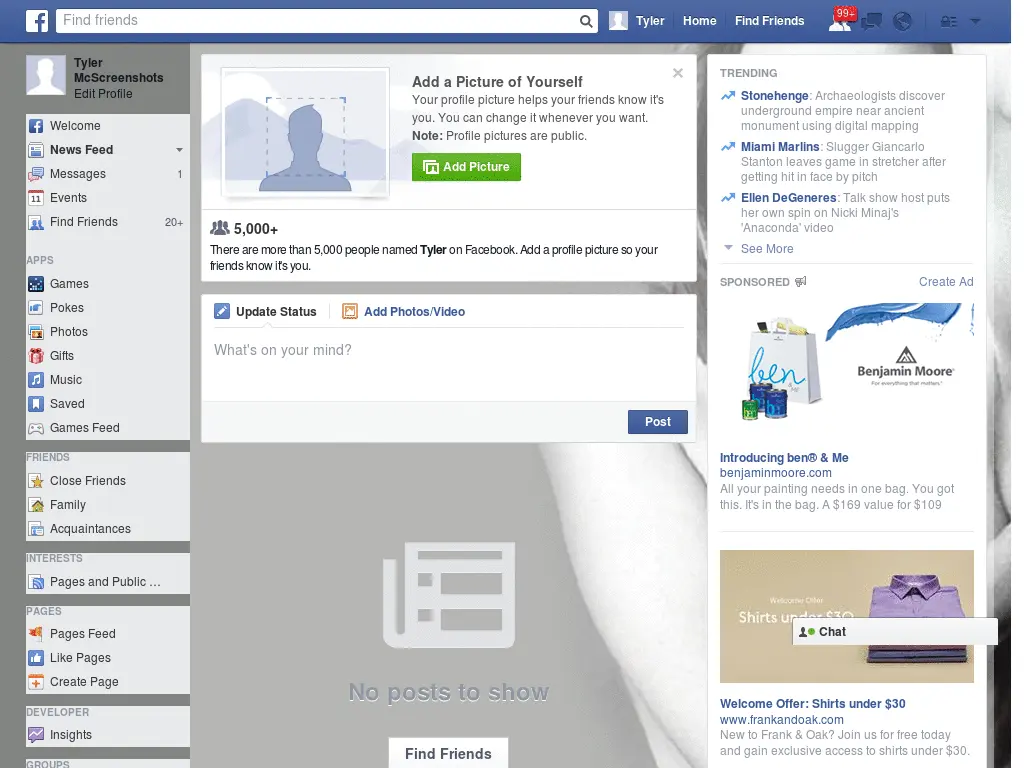 Find friends
Tyler
Home
Find Friends
99+
Tyler
McScreenshots
Edit Profile
Welcome
News Feed
Messages 1
11 Events
Find Friends 20+
APPS
Games
Pokes
Photos
Gifts
Music
Saved
Games Feed
FRIENDS
Close Friends
Family
Acquaintances
INTERESTS
Pages and Public ...
PAGES
Pages Feed
Like Pages
Create Page
DEVELOPER
Insights
GROUPS
Add a Picture of Yourself
Your profile picture helps your friends know it's
you. You can change it whenever you want.
Note: Profile pictures are public.
Add Picture
5,000+
There are more than 5,000 people named Tyler on Facebook. Add a profile picture so your
friends know it's you.
Update Status
Add Photos/Video
What's on your mind?
Post
No posts to show
Find Friends
TRENDING
Stonehenge: Archaeologists discover
underground empire near ancient
monument using digital mapping
Miami Marlins: Slugger Giancarlo
Stanton leaves game in stretcher after
getting hit in face by pitch
Ellen DeGeneres: Talk show host puts
her own spin on Nicki Minaj's
'Anaconda' video
See More
SPONSORED
Create Ad
ben
Benjamin Moore®
For everything that matters.™
Introducing ben® & Me
benjaminmoore.com
All your painting needs in one bag. You got
this. It's in the bag. A $169 value for $109
Welcome Offer
Shirts under $30
Chat
Welcome Offer: Shirts under $30
www.frankandoak.com
New to Frank & Oak? Join us for free today
and gain exclusive access to shirts under $30.